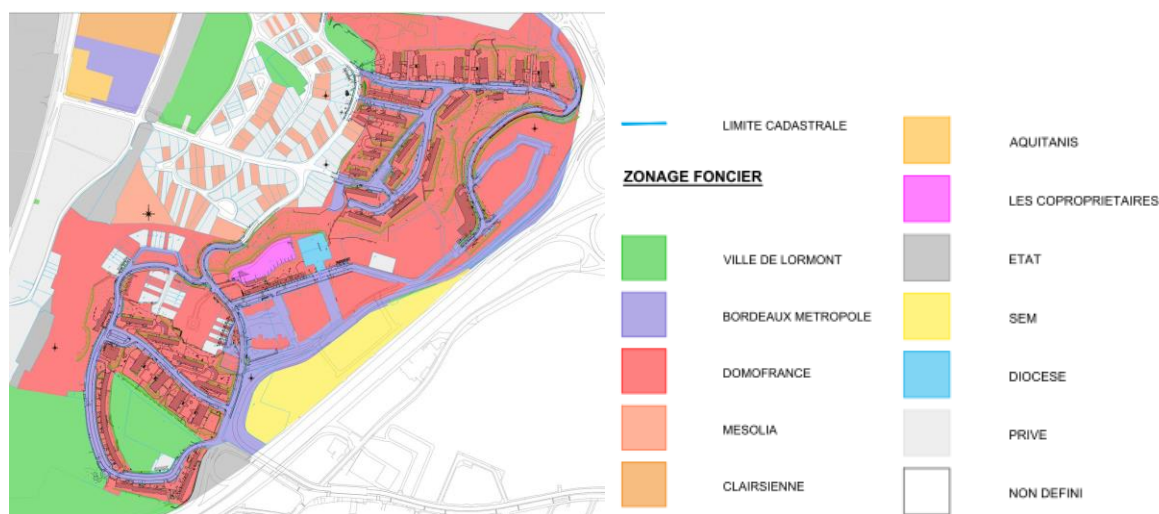 LIMITE CADASTRALE
ZONAGE FONCIER
VILLE DE LORMONT
BORDEAUX METROPOLE
DOMOFRANCE
MESOLIA
CLAIRSIENNE
AQUITANIS
LES COPROPRIETAIRES
ETAT
SEM
DIOCESE
PRIVE
NON DEFINI